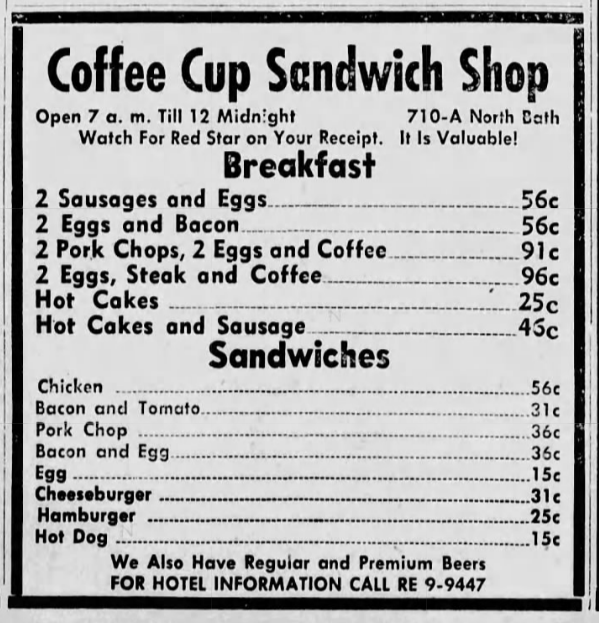 Coffee Cup Sandwich Shop
Open 7 a. m. Till 12 Midnight 710-A North Bath
Watch For Red Star on Your Receipt. It Is Valuable!
Breakfast
2 Sausages and Eggs 56c
2 Eggs and Bacon 56c
2 Pork Chops, 2 Eggs and Coffee 91c
2 Eggs, Steak and Coffee 96c
Hot Cakes 25c
Hot Cakes and Sausage 46c
Sandwiches
Chicken 56c
Bacon and Tomato 31c
Pork Chop 36c
Bacon and Egg 36c
Egg 15c
Cheeseburger 31c
Hamburger 25c
Hot Dog 15c
We Also Have Regular and Premium Beers
FOR HOTEL INFORMATION CALL RE 9-9447